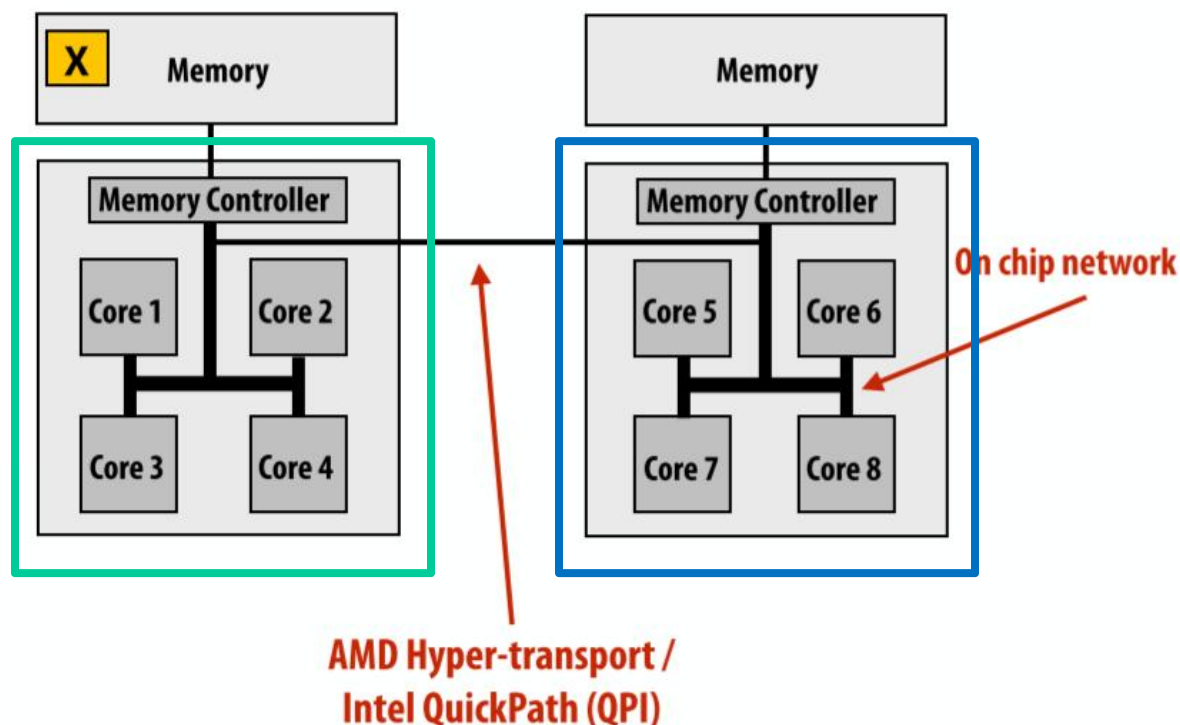 X
Memory
Memory
Memory Controller
Memory Controller
On chip network
Core 1
Core 2
Core 5
Core 6
Core 3
Core 4
Core 7
Core 8
AMD Hyper-transport /
Intel QuickPath (QPI)